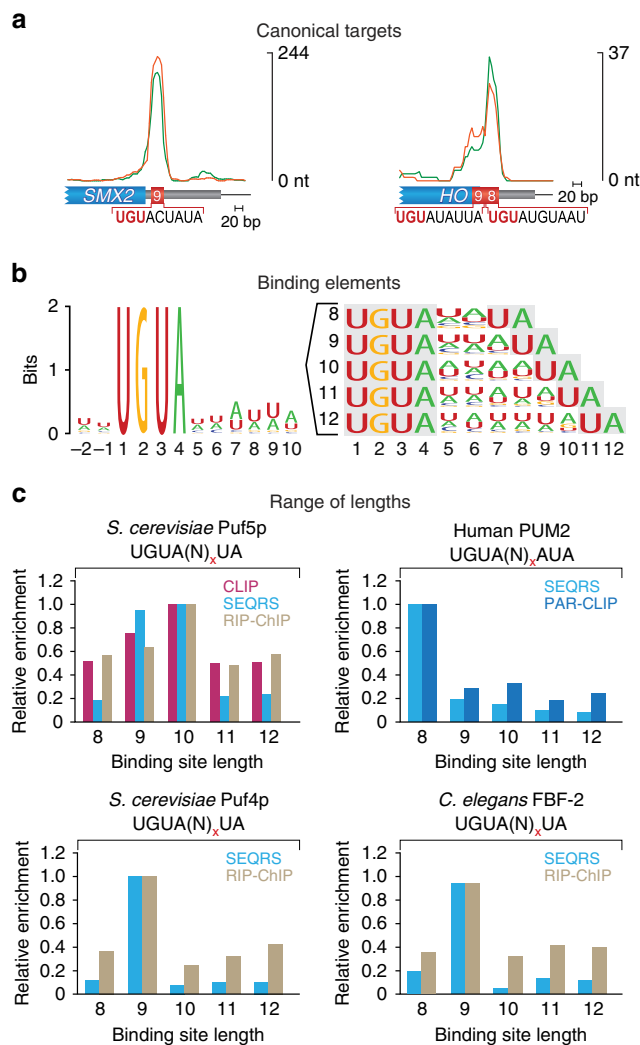 a
Canonical targets
244
0 nt
SMX2 9
UGUACUAUA
20 bp
37
0 nt
HO 9 8
20 bp
UGUAUAUUA UGUAUGUAAU
b
Binding elements
Bits
2
1
0
UGUA
–2 –1 1 2 3 4 5 6 7 8 9 10
8 UGUA UA
9 UGUA UA
10 UGUA UA
11 UGUA UA
12 UGUA UA
1 2 3 4 5 6 7 8 9 10 11 12
c
Range of lengths
S. cerevisiae Puf5p
UGUA(N)xUA
CLIP
SEQRS
RIP-ChIP
Relative enrichment
1.2
1.0
0.8
0.6
0.4
0.2
0
8 9 10 11 12
Binding site length
Human PUM2
UGUA(N)xAUA
SEQRS
PAR-CLIP
Relative enrichment
1.2
1.0
0.8
0.6
0.4
0.2
0
8 9 10 11 12
Binding site length
S. cerevisiae Puf4p
UGUA(N)xUA
SEQRS
RIP-ChIP
Relative enrichment
1.2
1.0
0.8
0.6
0.4
0.2
0
8 9 10 11 12
Binding site length
C. elegans FBF-2
UGUA(N)xUA
SEQRS
RIP-ChIP
Relative enrichment
1.2
1.0
0.8
0.6
0.4
0.2
0
8 9 10 11 12
Binding site length